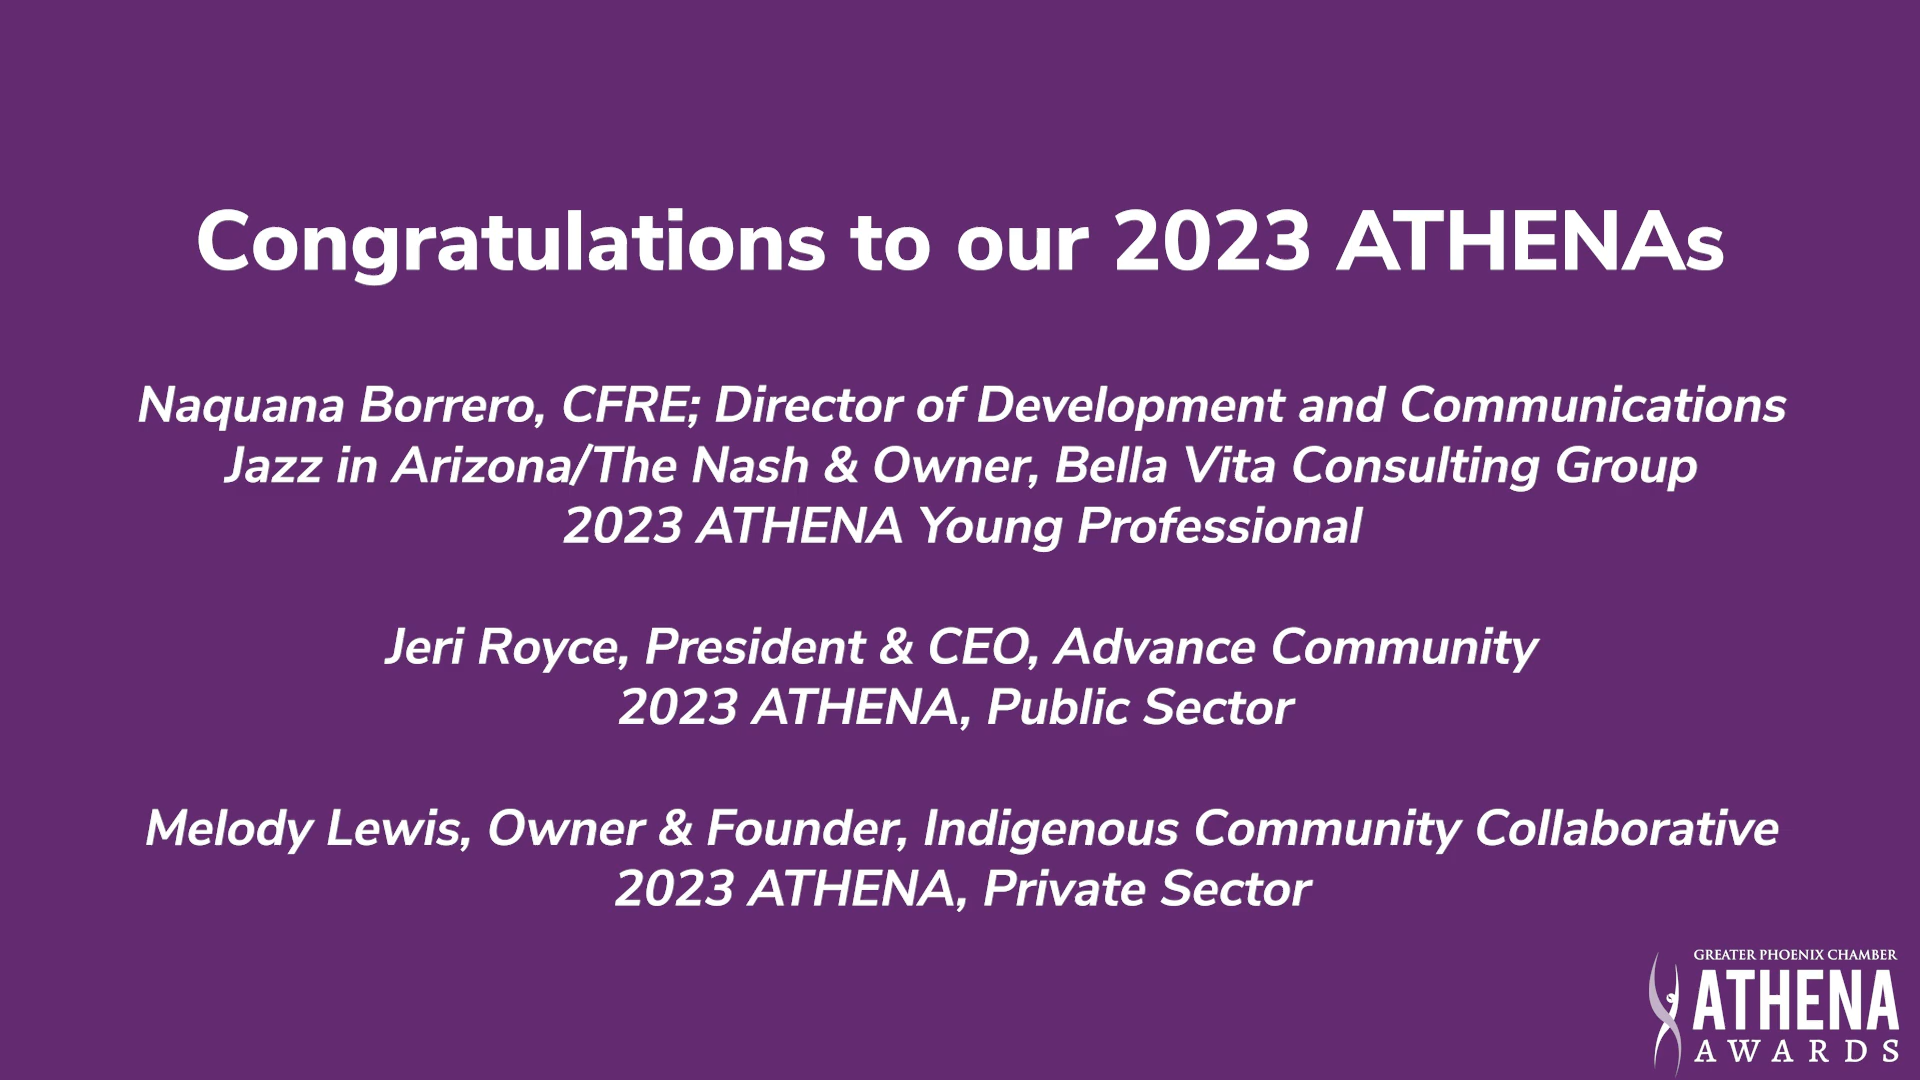 Congratulations to our 2023 ATHENAs
Naquana Borrero, CFRE; Director of Development and Communications
Jazz in Arizona/The Nash & Owner, Bella Vita Consulting Group
2023 ATHENA Young Professional
Jeri Royce, President & CEO, Advance Community
2023 ATHENA, Public Sector
Melody Lewis, Owner & Founder, Indigenous Community Collaborative
2023 ATHENA, Private Sector
GREATER PHOENIX CHAMBER
ATHENA
AWARDS